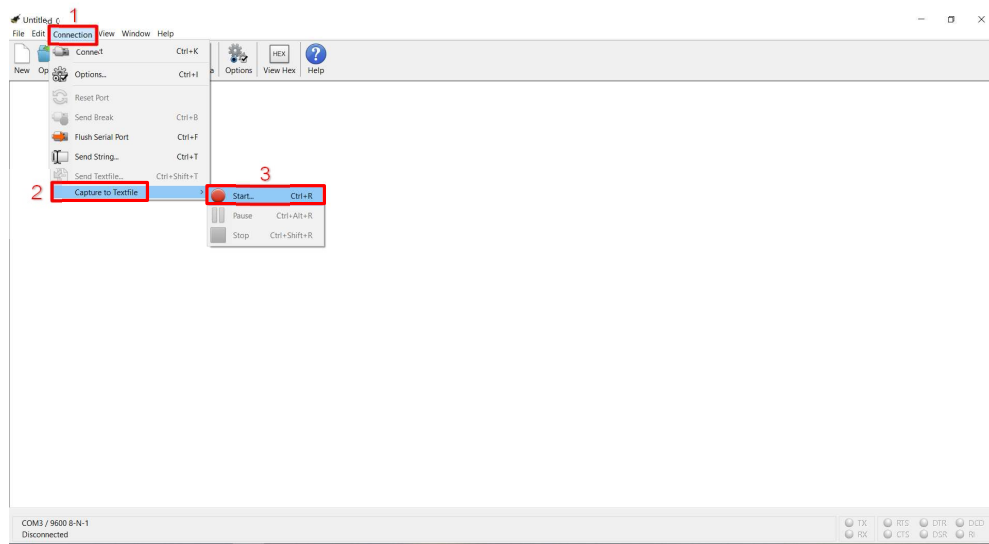 1
Untitled_0
File Edit Connection View Window Help
Connect Ctrl+K
New Op Options View Hex Help
HEX
Options... Ctrl+I
Reset Port
Send Break Ctrl+B
Flush Serial Port Ctrl+F
Send String... Ctrl+T
Send Textfile... Ctrl+Shift+T
2 Capture to Textfile
3
Start... Ctrl+R
Pause Ctrl+Alt+R
Stop Ctrl+Shift+R
COM3 / 9600 8-N-1
Disconnected
TX RTS DTR DCD
RX CTS DSR RI